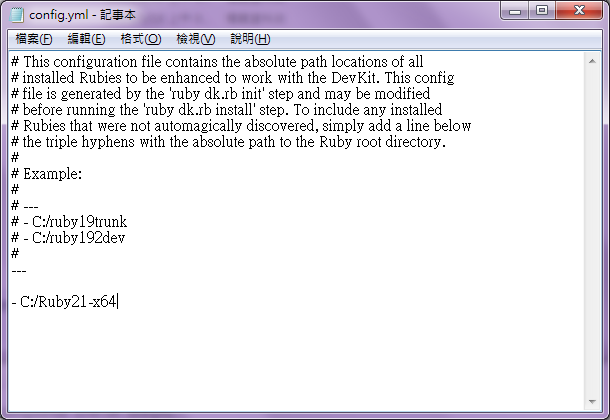 config.yml - 記事本
檔案(F) 編輯(E) 格式(O) 檢視(V) 說明(H)
# This configuration file contains the absolute path locations of all
# installed Rubies to be enhanced to work with the DevKit. This config
# file is generated by the 'ruby dk.rb init' step and may be modified
# before running the 'ruby dk.rb install' step. To include any installed
# Rubies that were not automagically discovered, simply add a line below
# the triple hyphens with the absolute path to the Ruby root directory.
#
# Example:
#
# ---
# - C:/ruby19trunk
# - C:/ruby192dev
#
---
- C:/Ruby21-x64